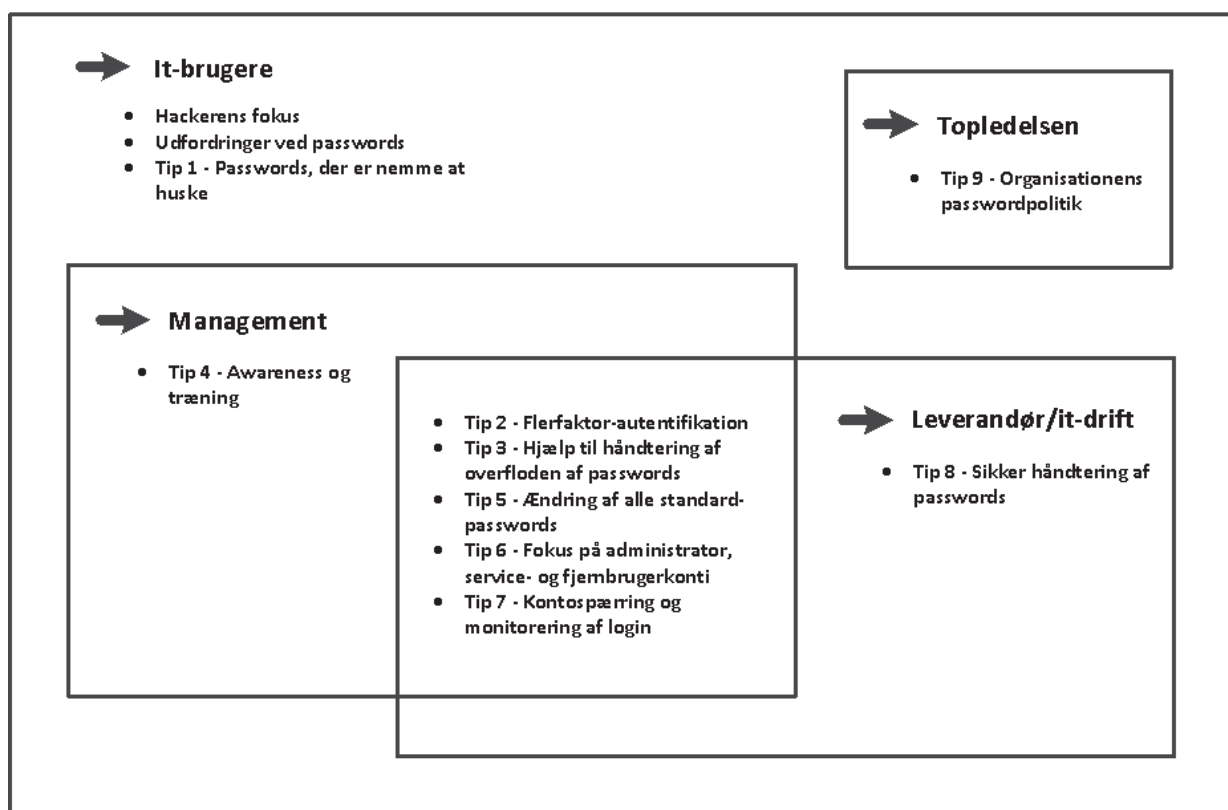 It-brugere
• Hackerens fokus
• Udfordringer ved passwords
• Tip 1 - Passwords, der er nemme at
huske
Topledelsen
• Tip 9 - Organisationens
passwordpolitik
Management
• Tip 4 - Awareness og
træning
• Tip 2 - Flerfaktor-autentifikation
• Tip 3 - Hjælp til håndtering af
overfloden af passwords
• Tip 5 - Ændring af alle standard-
passwords
• Tip 6 - Fokus på administrator,
service- og fjernbrugerkonti
• Tip 7 - Kontospærring og
monitorering af login
Leverandør/it-drift
• Tip 8 - Sikker håndtering af
passwords